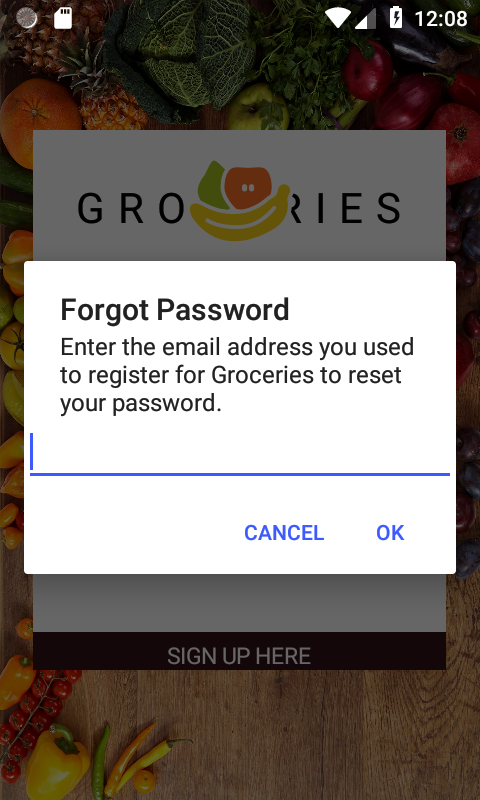 12:08
GRO RIES
Forgot Password
Enter the email address you used
to register for Groceries to reset
your password.
CANCEL OK
SIGN UP HERE